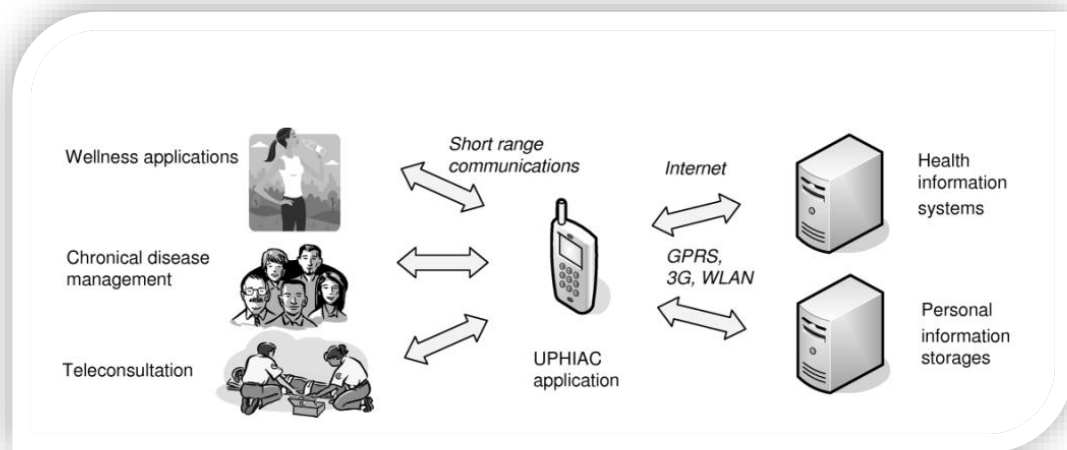 Wellness applications
Short range
communications
Internet
Health
information
systems
Chronical disease
management
GPRS,
3G, WLAN
Teleconsultation
UPHIAC
application
Personal
information
storages